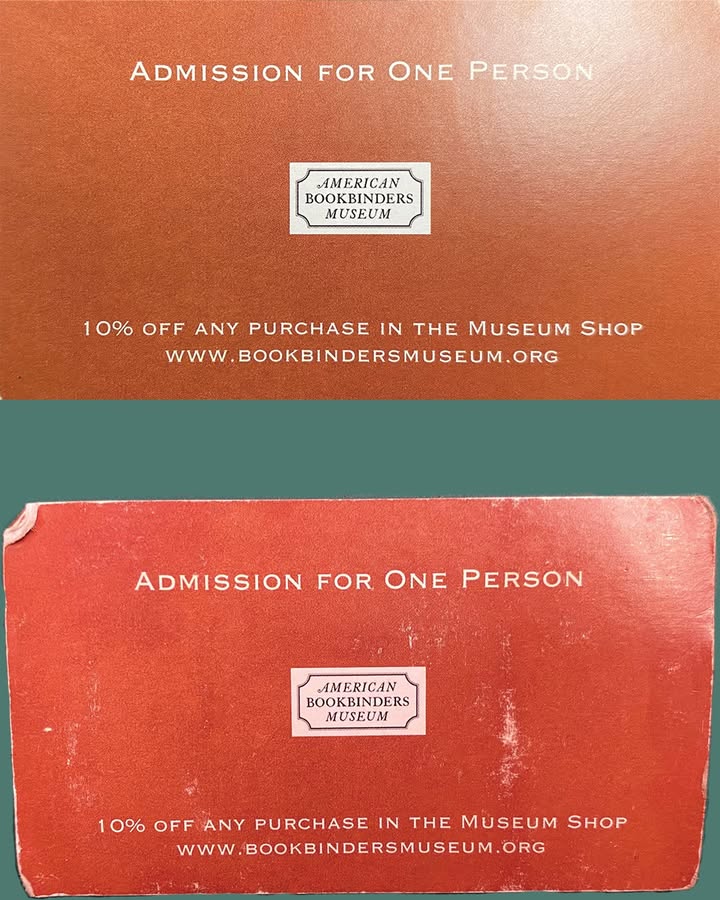 Admission for One Person
AMERICAN
BOOKBINDERS
MUSEUM
10% off any purchase in the Museum Shop
www.bookbindersmuseum.org
Admission for One Person
AMERICAN
BOOKBINDERS
MUSEUM
10% off any purchase in the Museum Shop
www.bookbindersmuseum.org